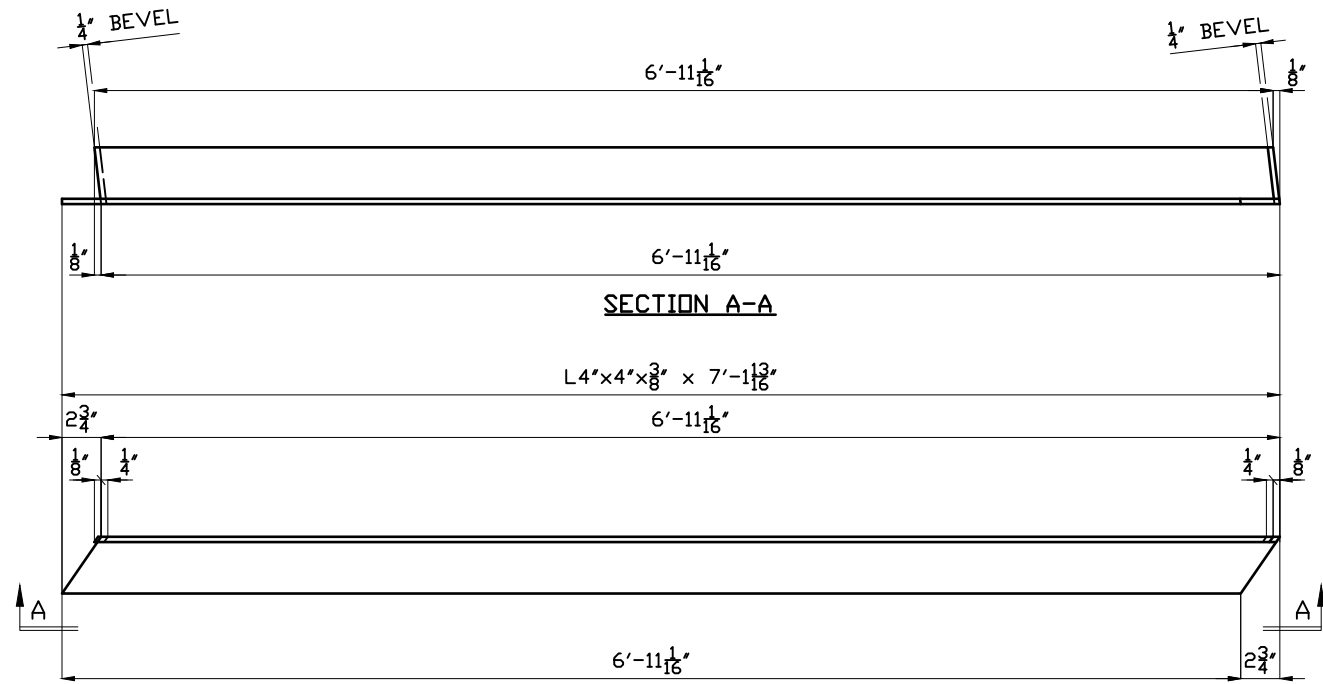 1/4" BEVEL
1/4" BEVEL
6'-11 1/16"
1/8"
1/8"
6'-11 1/16"
SECTION A-A
L4"x4"x3/8" x 7'-1 13/16"
2 3/4"
6'-11 1/16"
1/8"
1/4"
1/4"
1/8"
A
A
6'-11 1/16"
2 3/4"